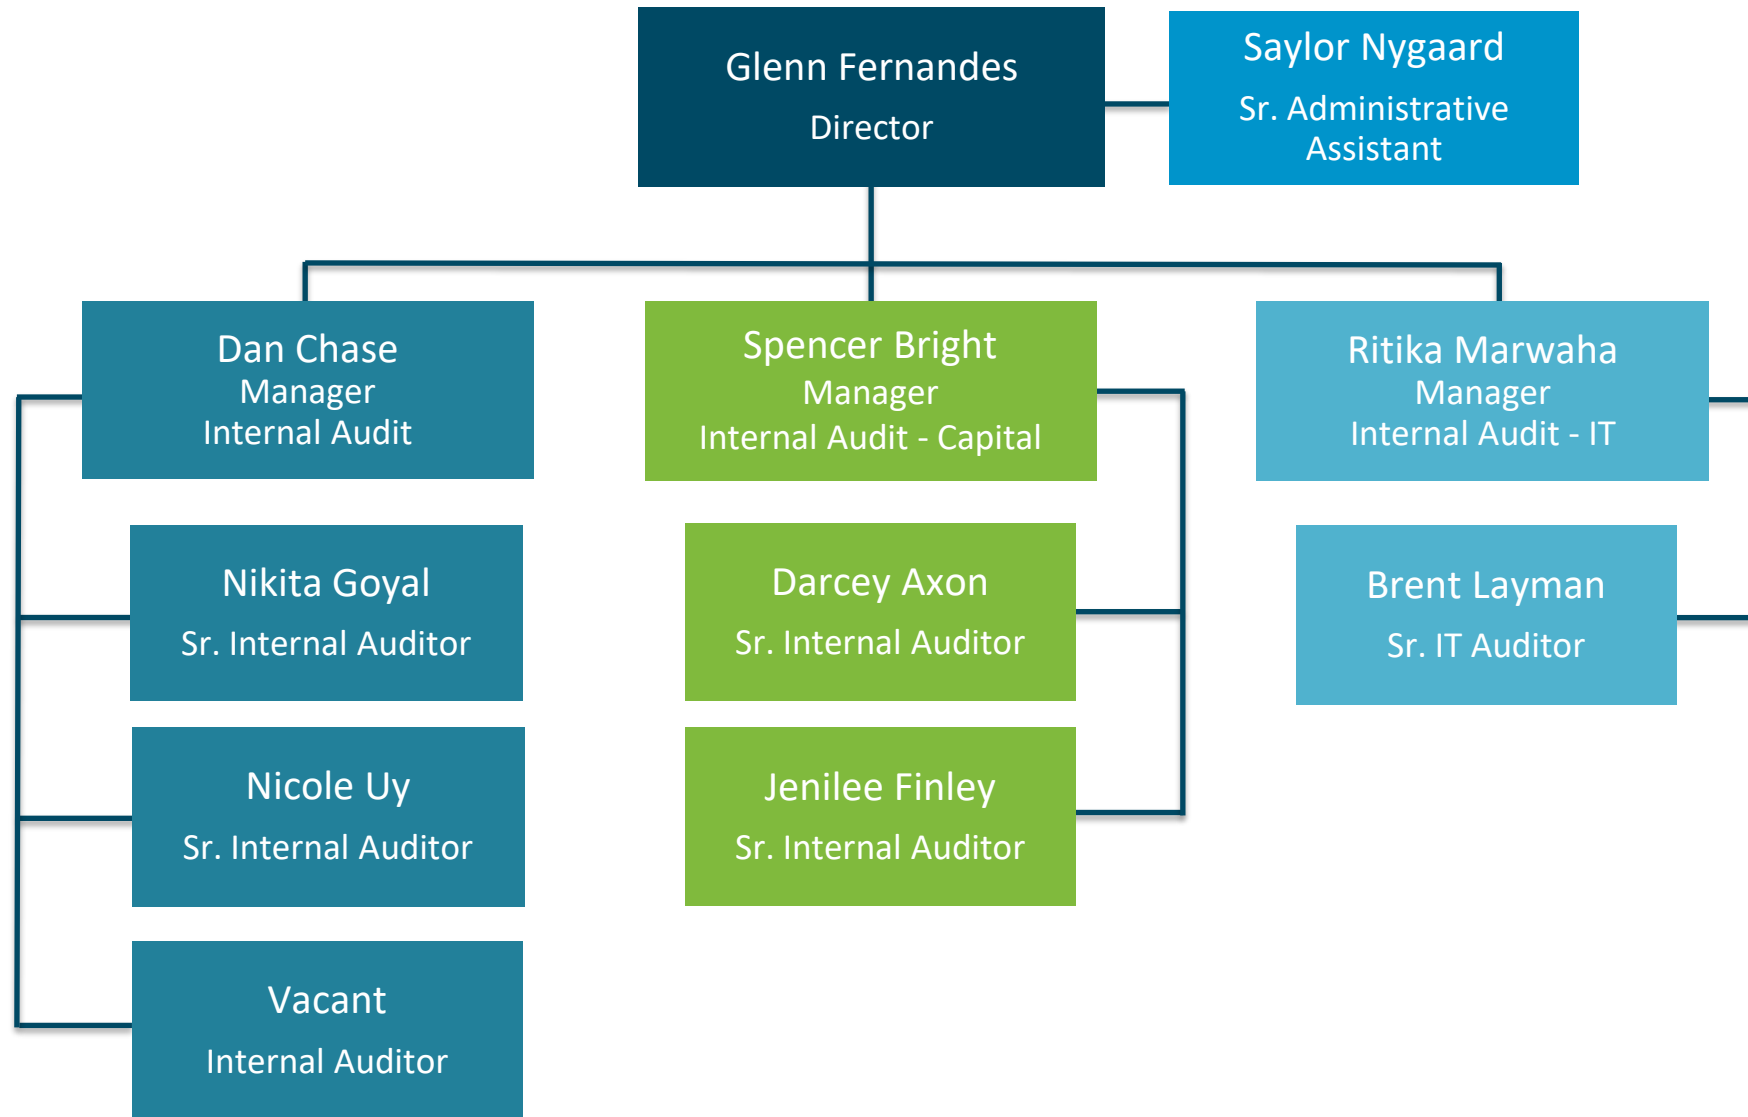 Glenn Fernandes
Director
Saylor Nygaard
Sr. Administrative
Assistant
Dan Chase
Manager
Internal Audit
Spencer Bright
Manager
Internal Audit - Capital
Ritika Marwaha
Manager
Internal Audit - IT
Nikita Goyal
Sr. Internal Auditor
Darcey Axon
Sr. Internal Auditor
Brent Layman
Sr. IT Auditor
Nicole Uy
Sr. Internal Auditor
Jenilee Finley
Sr. Internal Auditor
Vacant
Internal Auditor